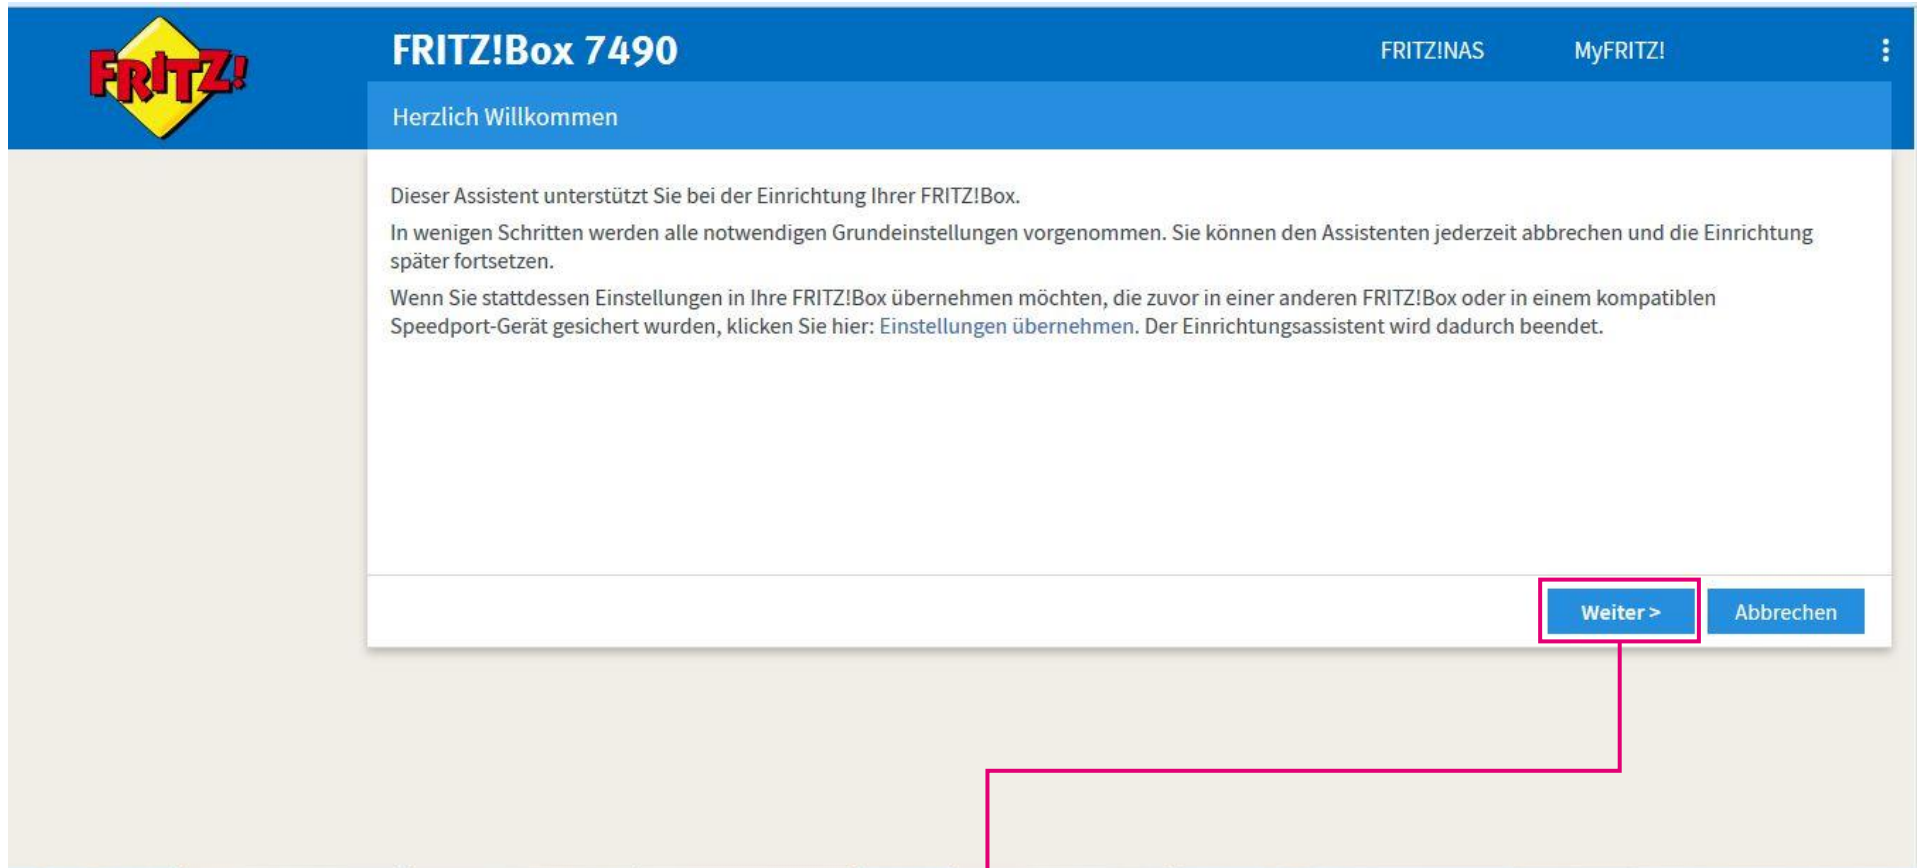 FRITZ!
FRITZ!Box 7490
FRITZ!NAS
MyFRITZ!
Herzlich Willkommen
Dieser Assistent unterstützt Sie bei der Einrichtung Ihrer FRITZ!Box.
In wenigen Schritten werden alle notwendigen Grundeinstellungen vorgenommen. Sie können den Assistenten jederzeit abbrechen und die Einrichtung
später fortsetzen.
Wenn Sie stattdessen Einstellungen in Ihre FRITZ!Box übernehmen möchten, die zuvor in einer anderen FRITZ!Box oder in einem kompatiblen
Speedport-Gerät gesichert wurden, klicken Sie hier: Einstellungen übernehmen. Der Einrichtungsassistent wird dadurch beendet.
Weiter >
Abbrechen